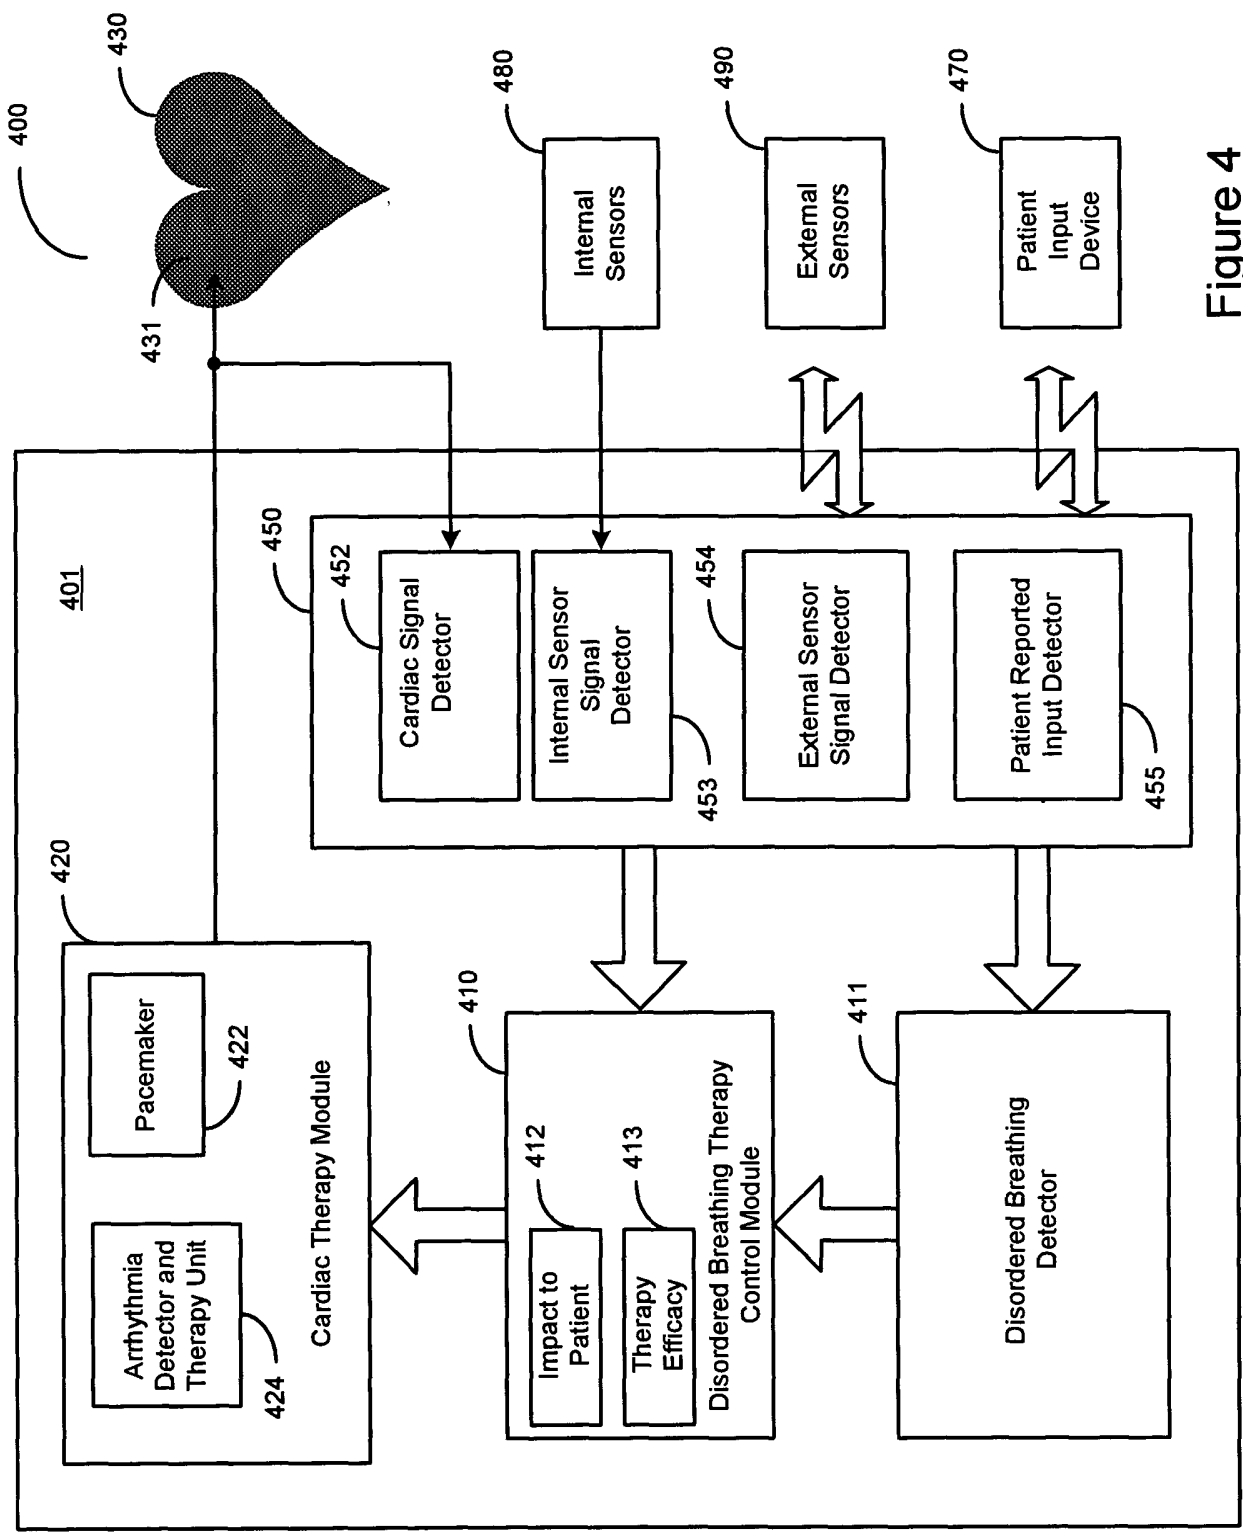 400
430
431
401
420
Pacemaker
422
Arrhythmia
Detector and
Therapy Unit
424
Cardiac Therapy Module
450
452
Cardiac Signal
Detector
Internal Sensor
Signal
Detector
453
454
External Sensor
Signal Detector
Patient Reported
Input Detector
455
Internal
Sensors
480
External
Sensors
490
Patient
Input
Device
470
410
Impact to
Patient
412
Therapy
Efficacy
413
Disordered Breathing Therapy
Control Module
411
Disordered Breathing
Detector
Figure 4